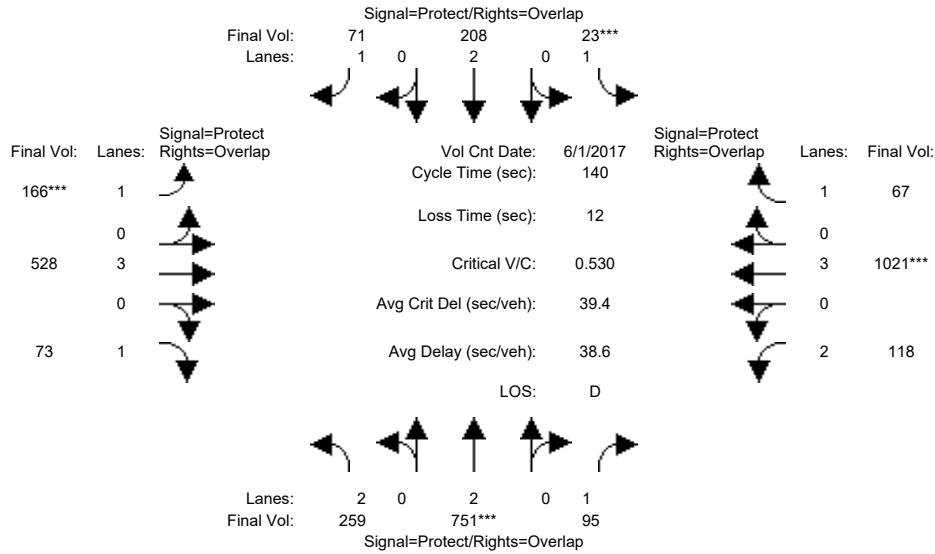 Signal=Protect/Rights=Overlap
Final Vol: 71 208 23***
Lanes: 1 0 2 0 1
Signal=Protect
Final Vol: Lanes: Rights=Overlap
Vol Cnt Date: 6/1/2017
Signal=Protect
Rights=Overlap Lanes: Final Vol:
Cycle Time (sec): 140
166*** 1
1 67
Loss Time (sec): 12
0
0
528 3
Critical V/C: 0.530
3 1021***
0
Avg Crit Del (sec/veh): 39.4
0
73 1
Avg Delay (sec/veh): 38.6
2 118
LOS: D
Lanes: 2 0 2 0 1
Final Vol: 259 751*** 95
Signal=Protect/Rights=Overlap